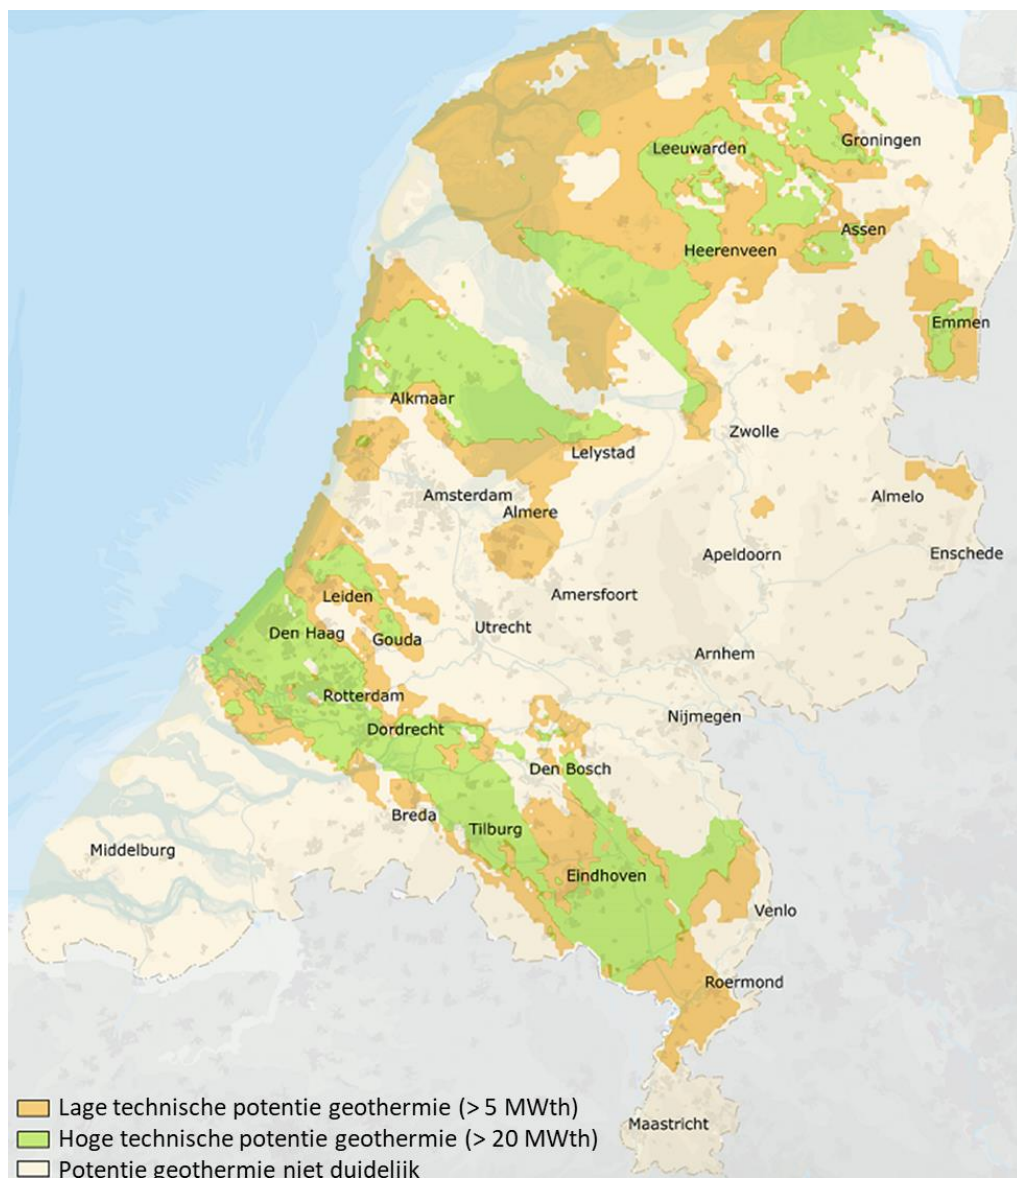 Groningen
Leeuwarden
Assen
Heerenveen
Emmen
Alkmaar
Zwolle
Lelystad
Amsterdam
Almelo
Almere
Apeldoorn
Enschede
Amersfoort
Leiden
Utrecht
Den Haag
Gouda
Arnhem
Rotterdam
Nijmegen
Dordrecht
Den Bosch
Breda
Tilburg
Middelburg
Eindhoven
Venlo
Roermond
Maastricht
Lage technische potentie geothermie (> 5 MWth)
Hoge technische potentie geothermie (> 20 MWth)
Potentie geothermie niet duidelijk